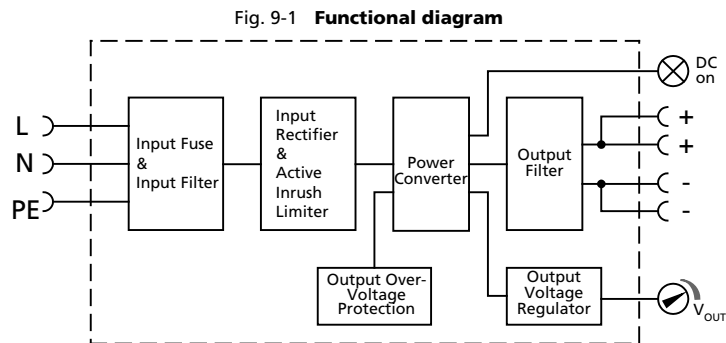 Fig. 9-1 Functional diagram
DC
on
L
N
PE
Input Fuse
&
Input Filter
Input
Rectifier
&
Active
Inrush
Limiter
Power
Converter
Output
Filter
+
+
-
-
Output Over-
Voltage
Protection
Output
Voltage
Regulator
VOUT